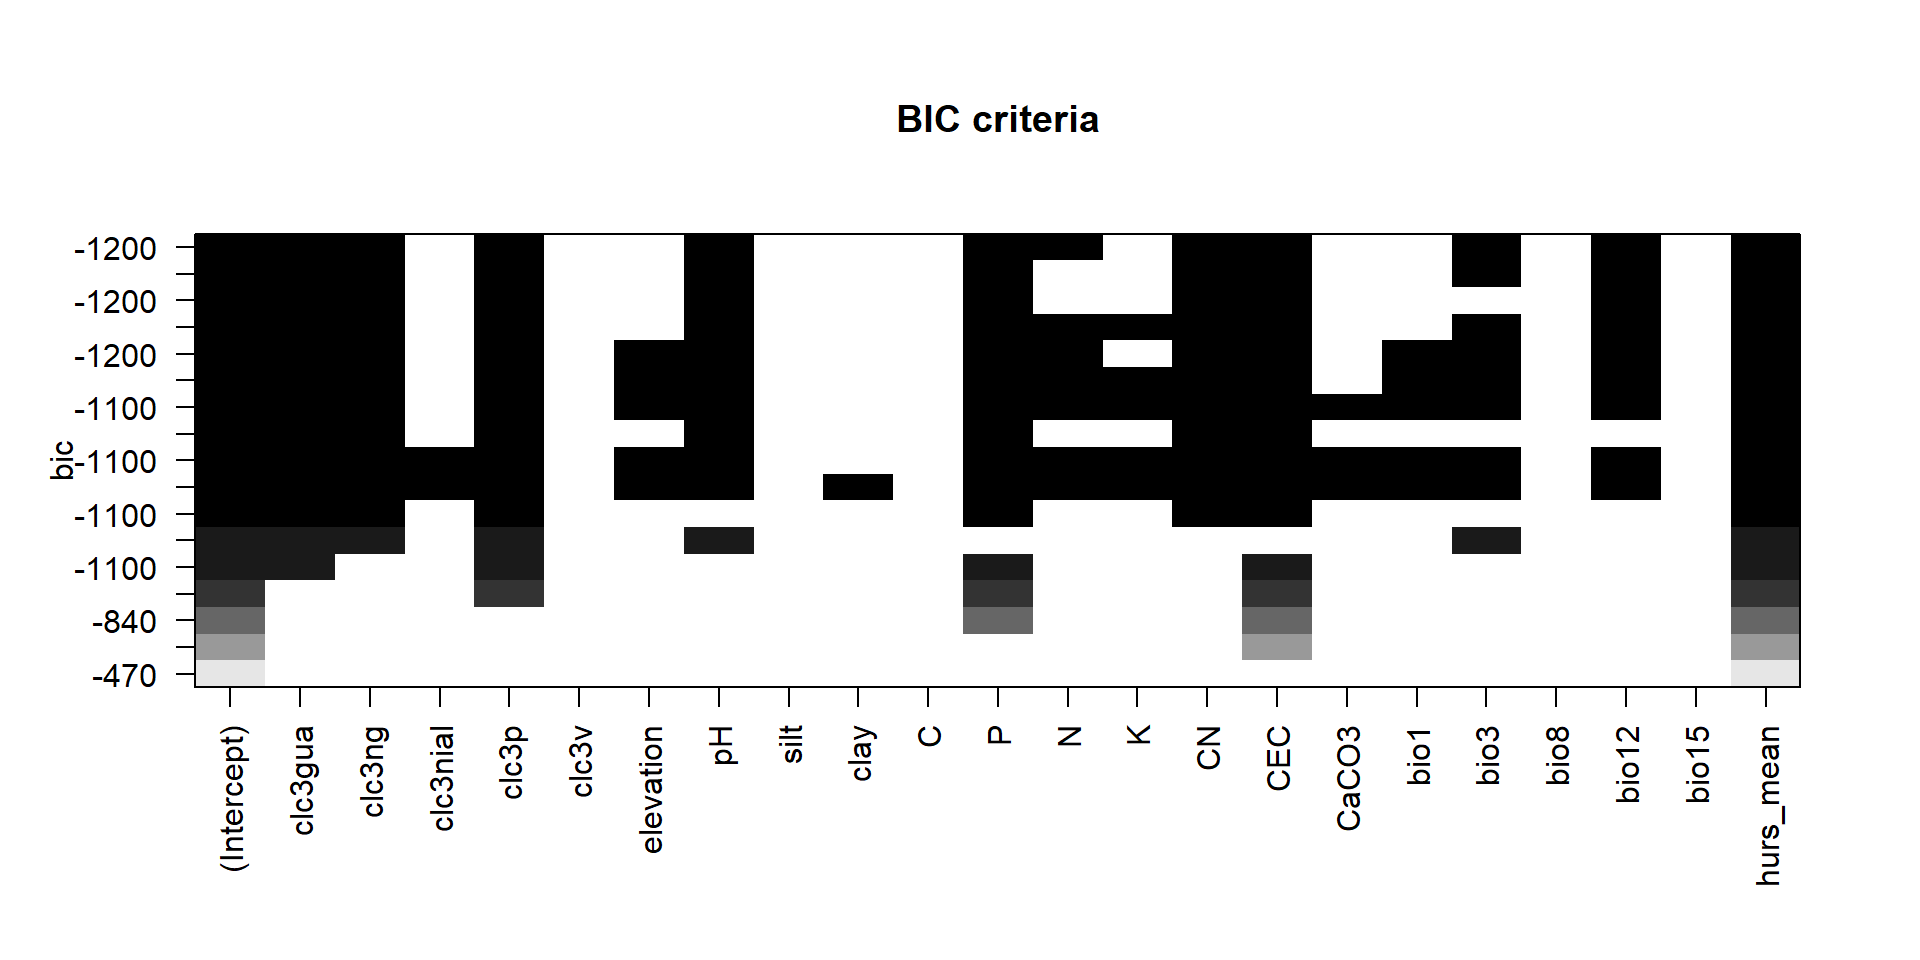 BIC criteria
bic
-1200
-1200
-1200
-1100
-1100
-1100
-1100
-840
-470
(Intercept)
clc3gua
clc3ng
clc3nial
clc3p
clc3v
elevation
pH
silt
clay
C
P
N
K
CN
CEC
CaCO3
bio1
bio3
bio8
bio12
bio15
hurs_mean